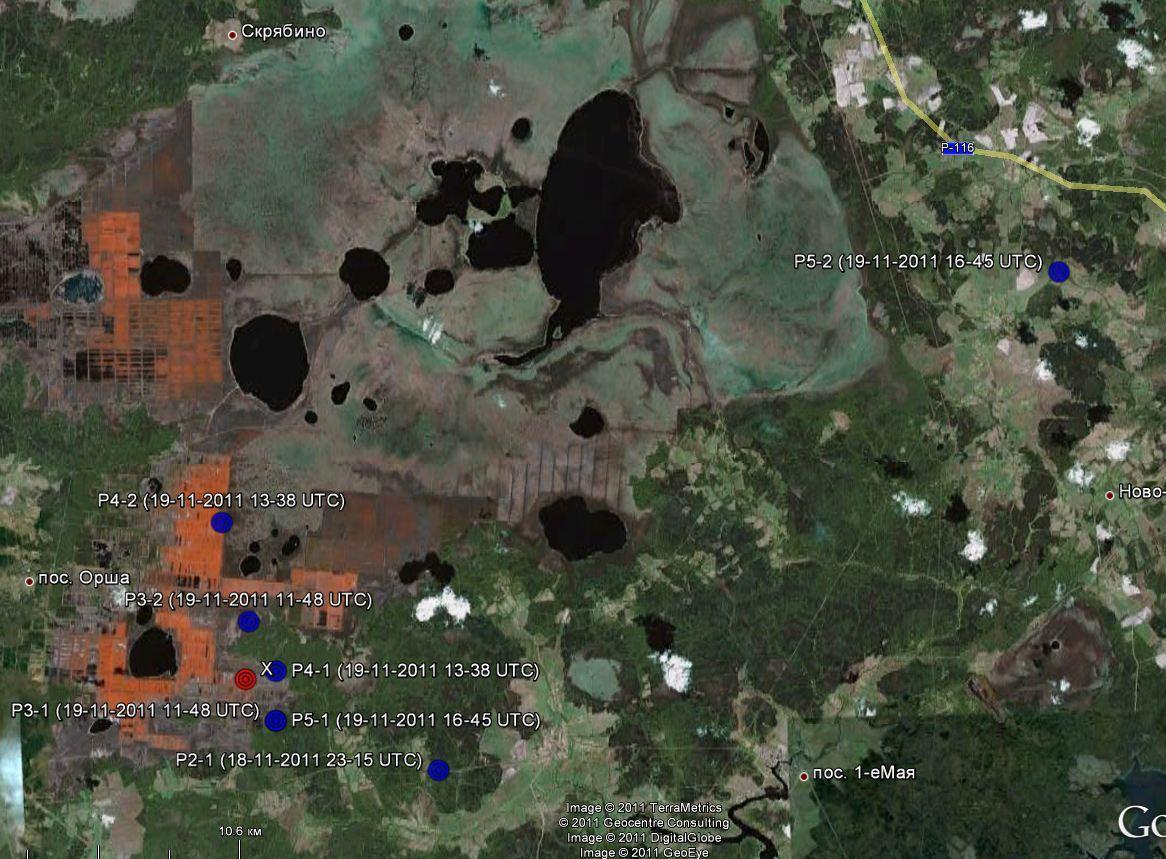 Скрябино
P-116
P5-2 (19-11-2011 16-45 UTC)
P4-2 (19-11-2011 13-38 UTC)
Ново-
пос. Орша
P3-2 (19-11-2011 11-48 UTC)
X
P4-1 (19-11-2011 13-38 UTC)
P3-1 (19-11-2011 11-48 UTC)
P5-1 (19-11-2011 16-45 UTC)
P2-1 (18-11-2011 23-15 UTC)
пос. 1-еМая
Image © 2011 TerraMetrics
© 2011 Geocentre Consulting
Image © 2011 DigitalGlobe
Image © 2011 GeoEye
10.6 км
Go